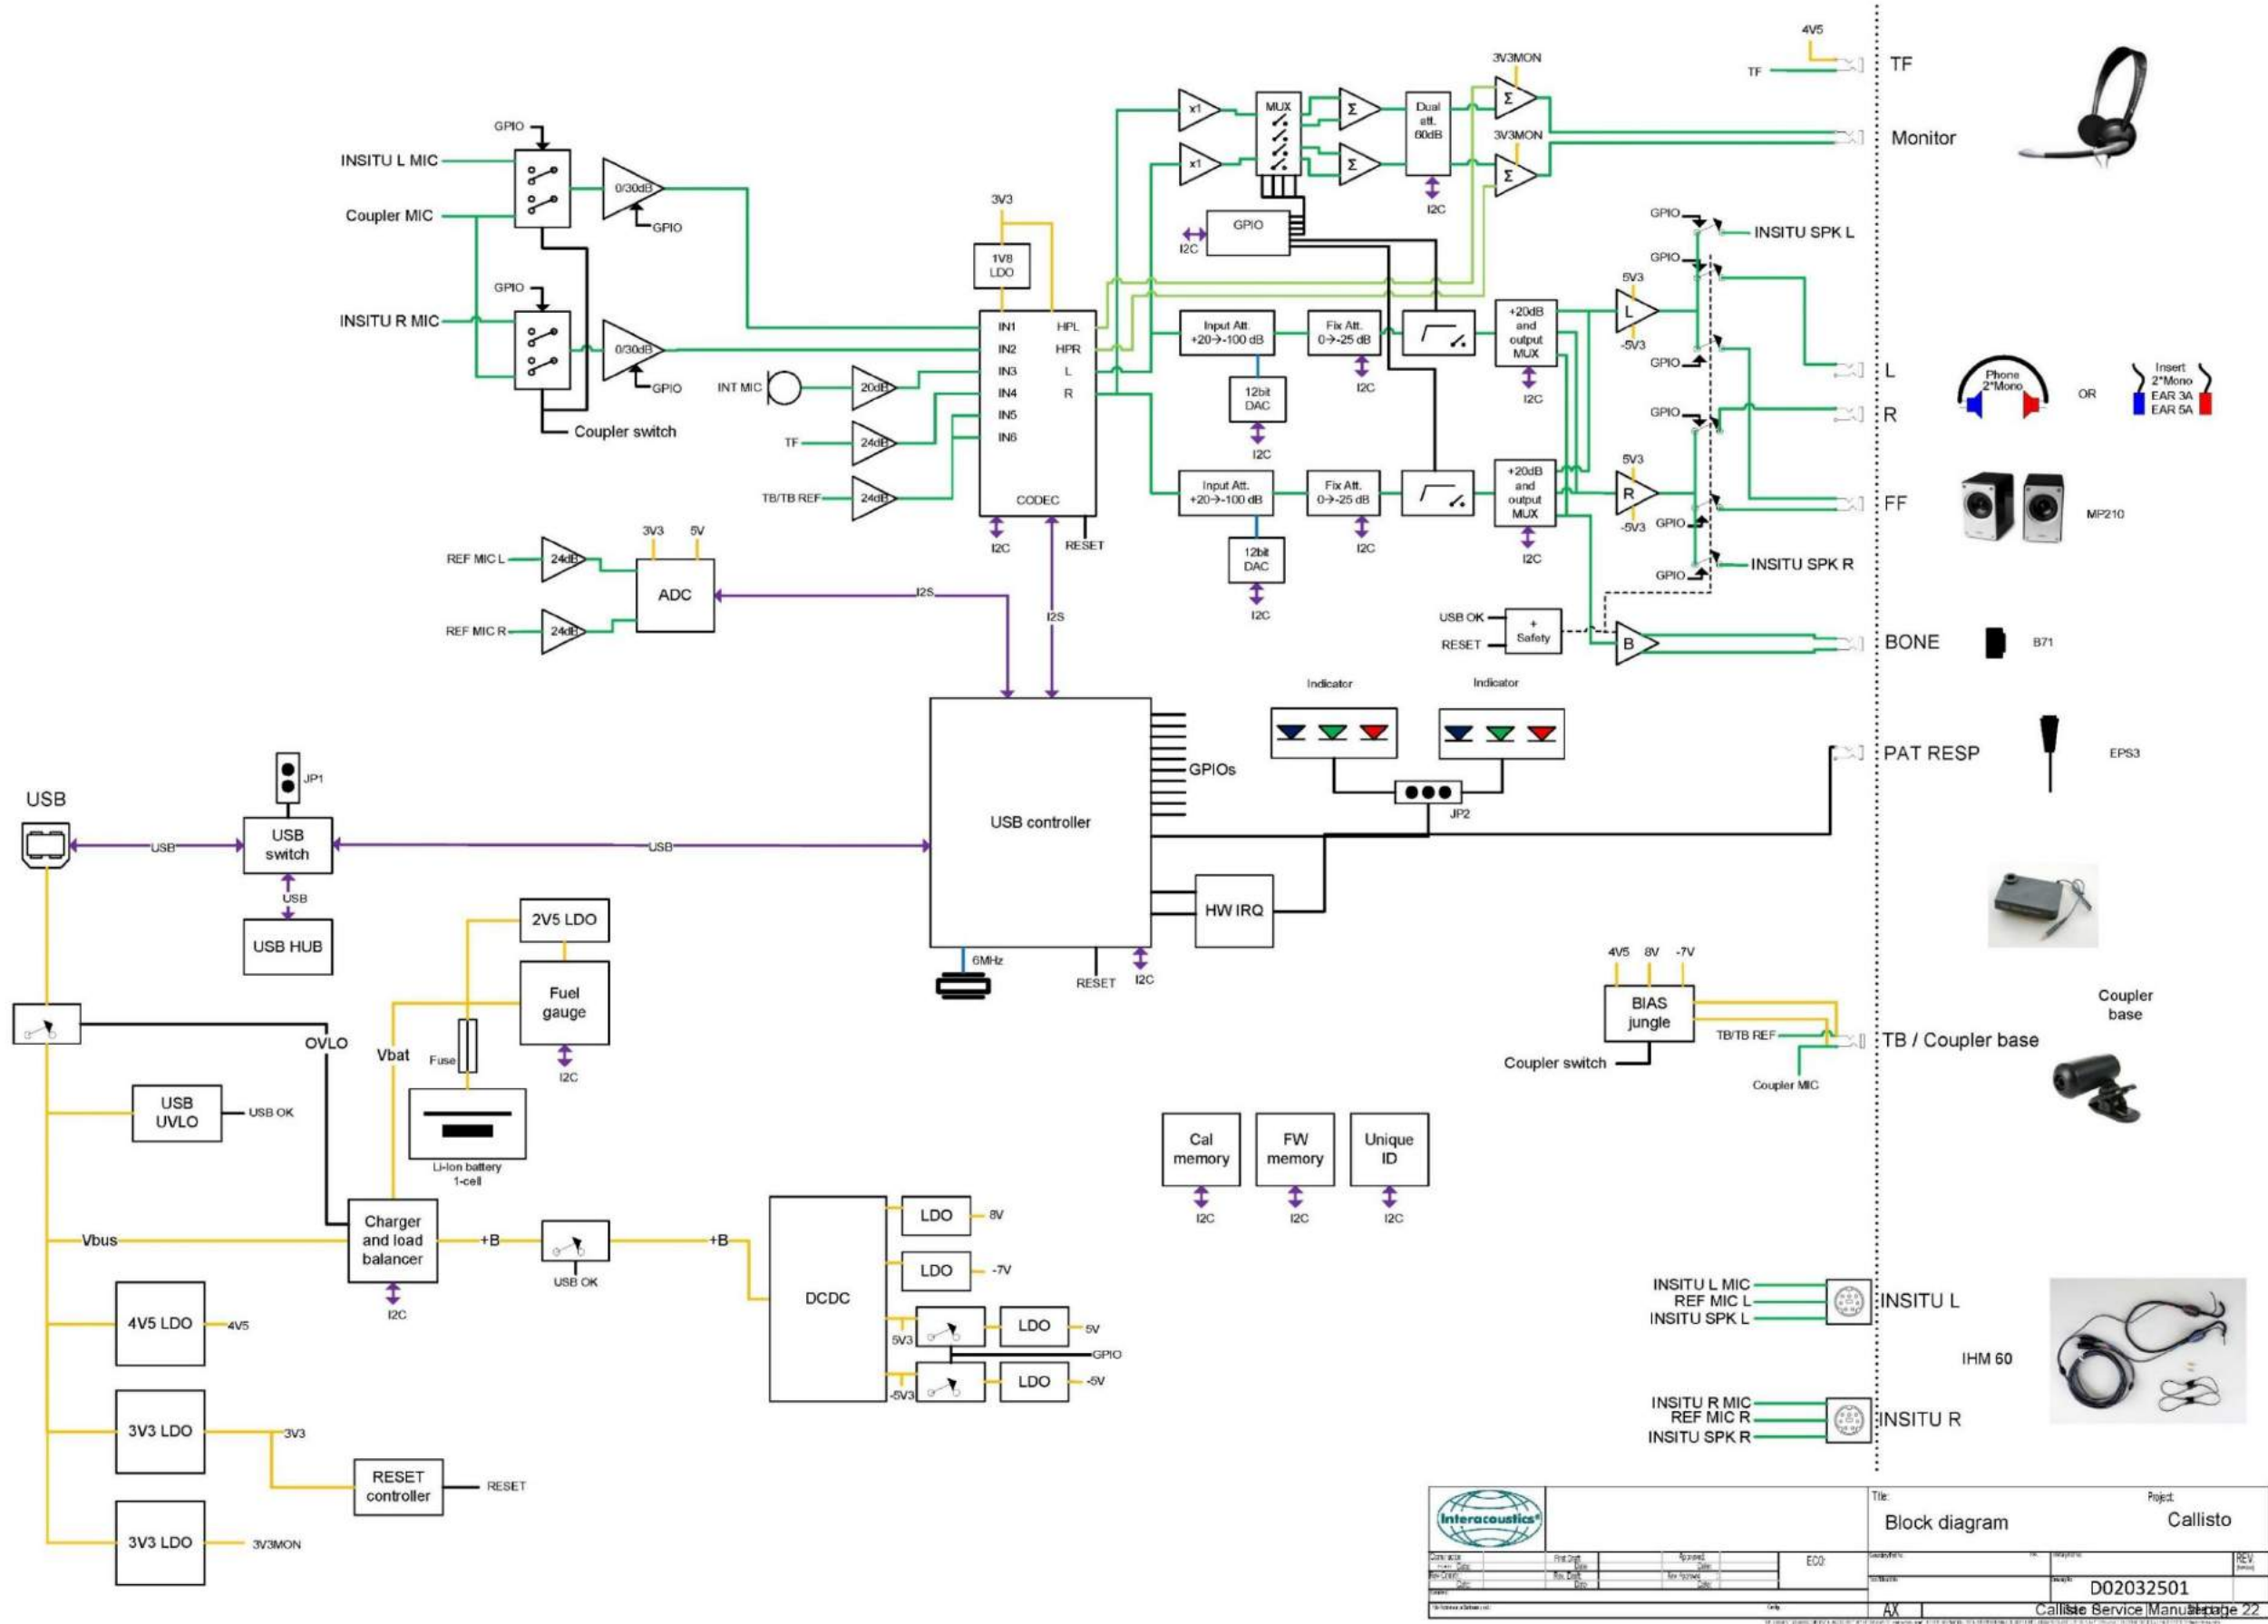 4V5
TF
TF
3V3MON
Monitor
x1
MUX
Σ
Dual
att.
60dB
Σ
3V3MON
x1
Σ
Σ
I2C
GPIO
INSITU L MIC
0/30dB
Coupler MIC
GPIO
GPIO
INSITU R MIC
0/30dB
GPIO
Coupler switch
3V3
1V8
LDO
GPIO
I2C
IN1
HPL
IN2
HPR
IN3
L
IN4
R
IN5
IN6
CODEC
I2C
RESET
INT MIC
20dB
TF
24dB
TB/TB REF
24dB
Input Att.
+20→-100 dB
Fix Att.
0→-25 dB
+20dB
and
output
MUX
12bit
DAC
I2C
I2C
I2C
Input Att.
+20→-100 dB
Fix Att.
0→-25 dB
+20dB
and
output
MUX
12bit
DAC
I2C
I2C
I2C
GPIO
INSITU SPK L
GPIO
5V3
L
-5V3
GPIO
L
GPIO
R
5V3
R
-5V3
GPIO
FF
GPIO
INSITU SPK R
Phone
2*Mono
OR
Insert
2*Mono
EAR 3A
EAR 5A
MP210
USB OK
RESET
+
Safety
B
BONE
B71
REF MIC L
24dB
REF MIC R
24dB
3V3
5V
ADC
I2S
I2S
Indicator
Indicator
JP2
PAT RESP
EPS3
USB controller
GPIOs
HW IRQ
6MHz
RESET
I2C
USB
USB
JP1
USB
switch
USB
USB
USB HUB
2V5 LDO
Fuel
gauge
I2C
OVLO
Vbat
Fuse
Li-Ion battery
1-cell
USB
UVLO
USB OK
4V5
8V
-7V
BIAS
jungle
TB/TB REF
Coupler switch
Coupler MIC
TB / Coupler base
Coupler
base
Cal
memory
I2C
FW
memory
I2C
Unique
ID
I2C
Vbus
Charger
and load
balancer
I2C
+B
USB OK
+B
DCDC
LDO
8V
LDO
-7V
5V3
LDO
5V
GPIO
-5V3
LDO
-5V
4V5 LDO
4V5
3V3 LDO
3V3
RESET
controller
RESET
3V3 LDO
3V3MON
INSITU L MIC
REF MIC L
INSITU SPK L
INSITU L
IHM 60
INSITU R MIC
REF MIC R
INSITU SPK R
INSITU R
Interacoustics®
Title:
Block diagram
Project:
Callisto
ECO:
REV.
D02032501
AX
Callisto Service Manual page 22